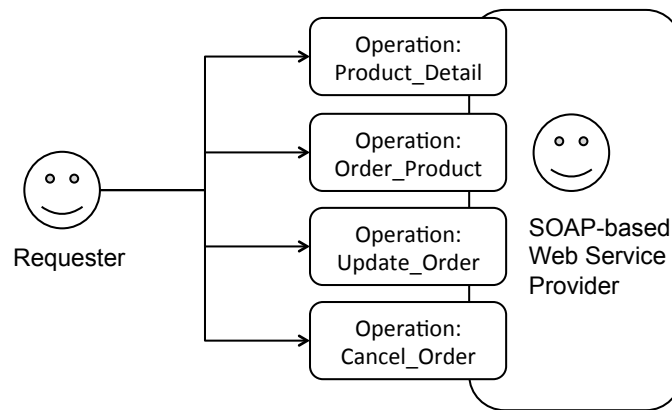 Operation:
Product_Detail
Operation:
Order_Product
Operation:
Update_Order
Operation:
Cancel_Order
Requester
SOAP-based
Web Service
Provider